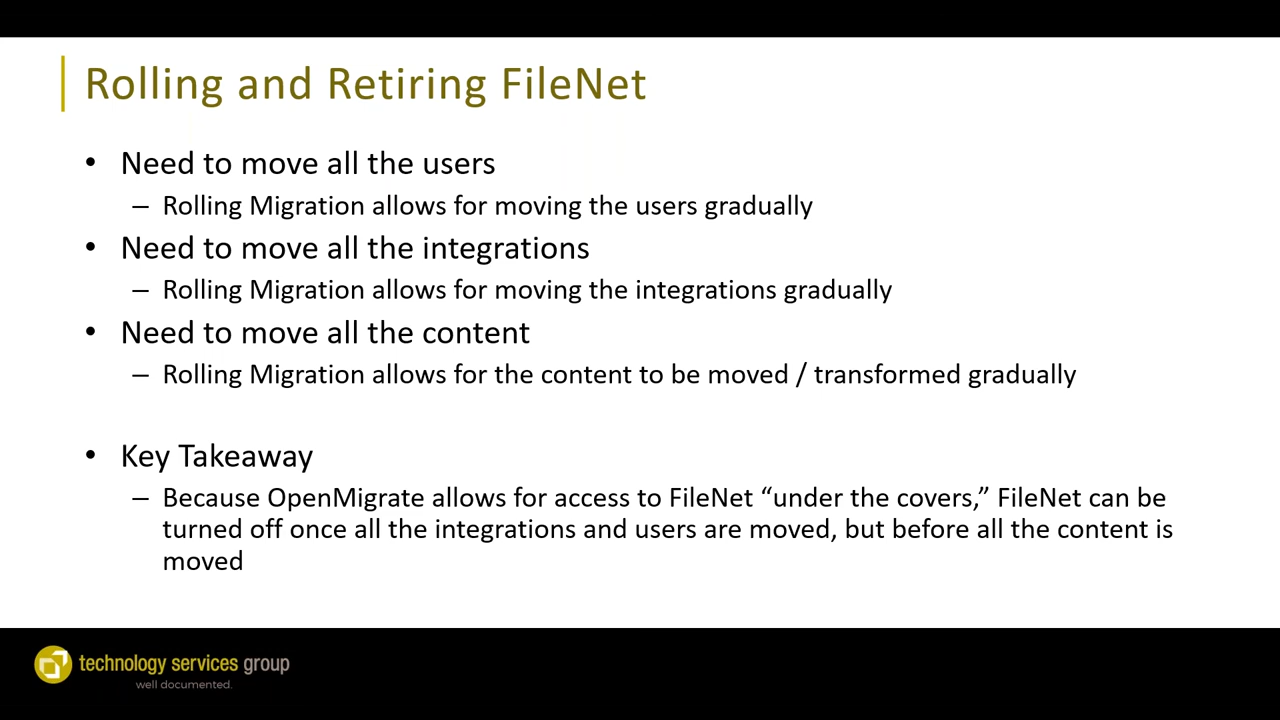 Rolling and Retiring FileNet
• Need to move all the users
– Rolling Migration allows for moving the users gradually
• Need to move all the integrations
– Rolling Migration allows for moving the integrations gradually
• Need to move all the content
– Rolling Migration allows for the content to be moved / transformed gradually
• Key Takeaway
– Because OpenMigrate allows for access to FileNet “under the covers,” FileNet can be
turned off once all the integrations and users are moved, but before all the content is
moved
technology services group
well documented.